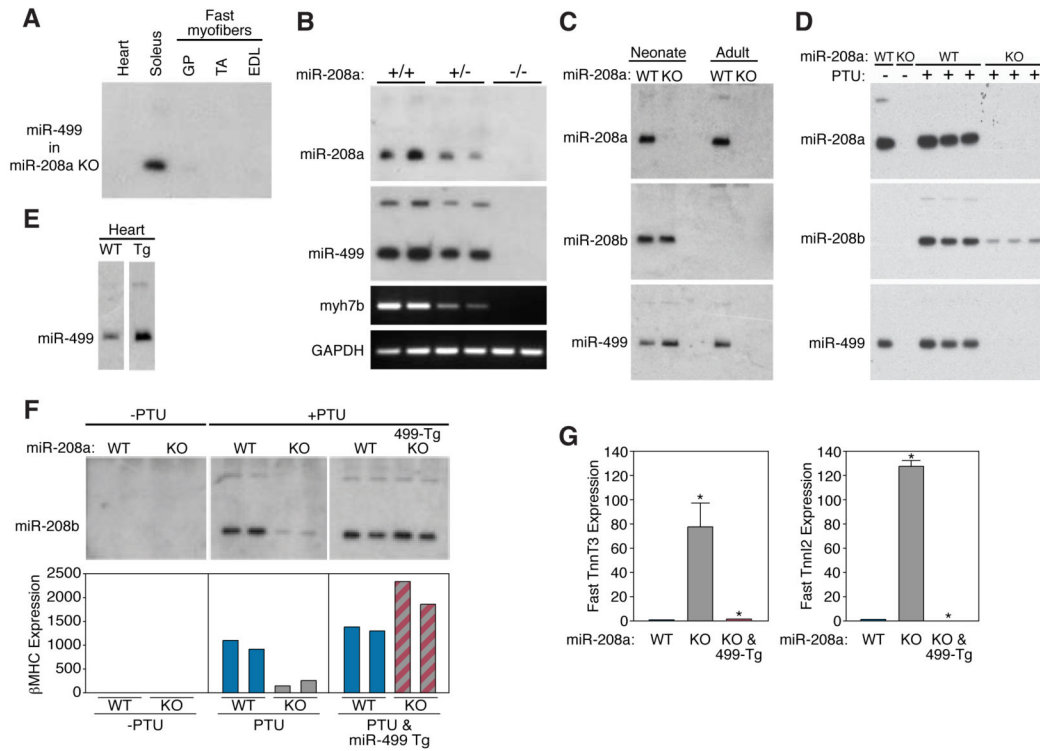 A
Heart
Soleus
Fast
myofibers
GP
TA
EDL
miR-499
in
miR-208a KO
B
miR-208a: +/+ +/- -/-
miR-208a
miR-499
myh7b
GAPDH
C
Neonate Adult
miR-208a: WT KO WT KO
miR-208a
miR-208b
miR-499
D
miR-208a: WT KO WT KO
PTU: - - + + + + + +
miR-208a
miR-208b
miR-499
E
Heart
WT Tg
miR-499
F
-PTU +PTU
499-Tg
miR-208a: WT KO WT KO WT KO
miR-208b
βMHC Expression
2500
2000
1500
1000
500
0
WT KO WT KO WT KO
-PTU PTU PTU &
miR-499 Tg
G
Fast TnnT3 Expression
140
120
100
80
60
40
20
0
*
*
miR-208a: WT KO KO &
499-Tg
Fast TnnI2 Expression
140
120
100
80
60
40
20
0
*
*
miR-208a: WT KO KO &
499-Tg